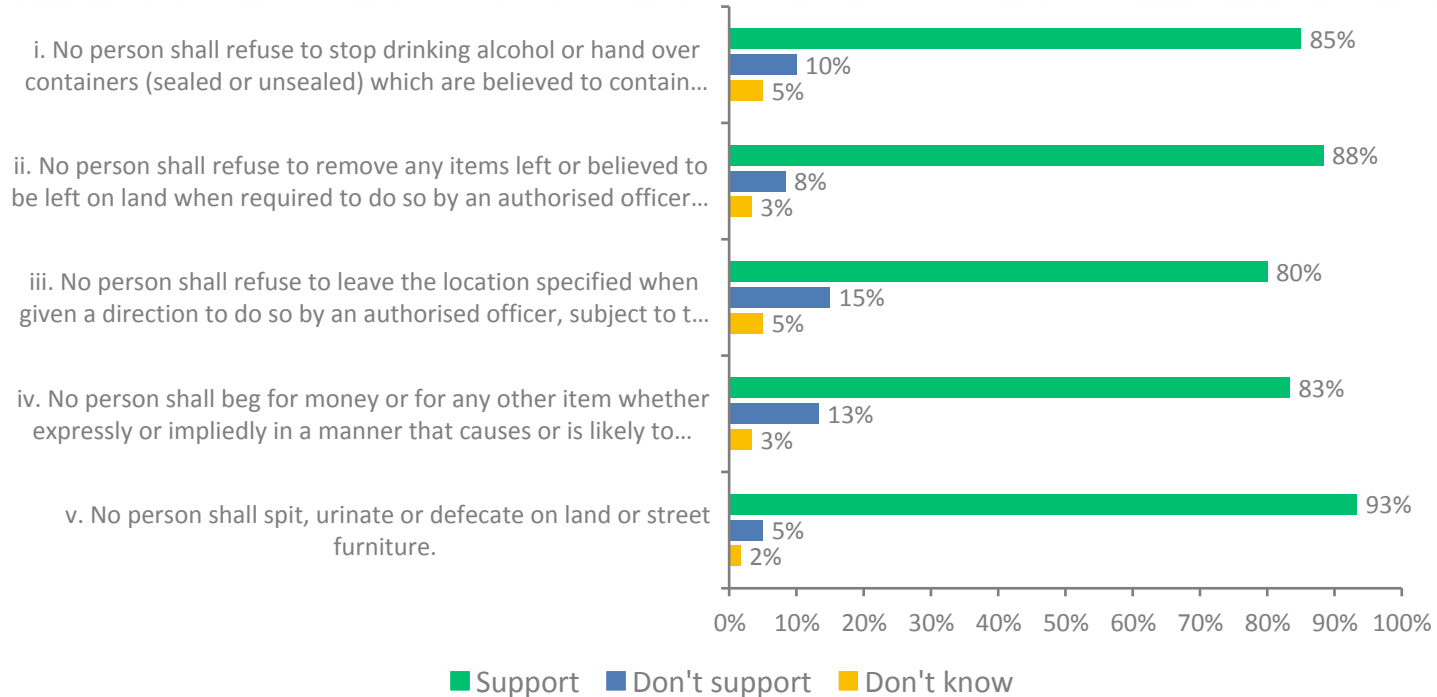 i. No person shall refuse to stop drinking alcohol or hand over
containers (sealed or unsealed) which are believed to contain…
85%
10%
5%
ii. No person shall refuse to remove any items left or believed to
be left on land when required to do so by an authorised officer…
88%
8%
3%
iii. No person shall refuse to leave the location specified when
given a direction to do so by an authorised officer, subject to t…
80%
15%
5%
iv. No person shall beg for money or for any other item whether
expressly or impliedly in a manner that causes or is likely to…
83%
13%
3%
v. No person shall spit, urinate or defecate on land or street
furniture.
93%
5%
2%
0% 10% 20% 30% 40% 50% 60% 70% 80% 90% 100%
Support Don't support Don't know